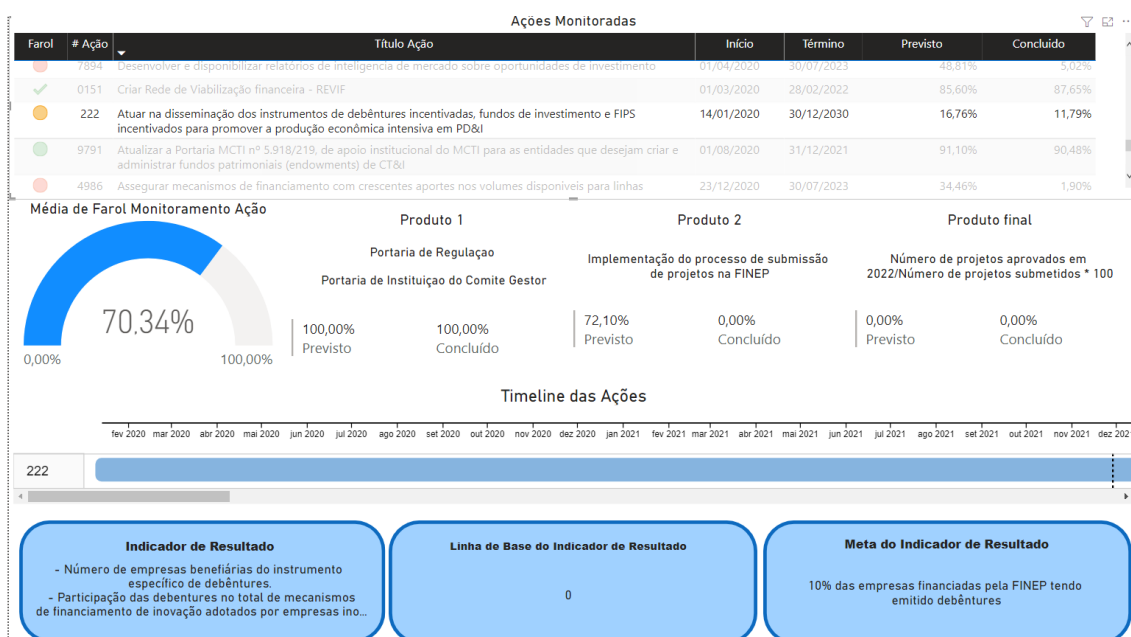 Ações Monitoradas
Farol # Ação Título Ação Início Término Previsto Concluido
7894 Desenvolver e disponibilizar relatórios de inteligencia de mercado sobre oportunidades de investimento 01/04/2020 30/07/2023 48,81% 5,02%
0151 Criar Rede de Viabilização financeira - REVIF 01/03/2020 28/02/2022 85,60% 87,65%
222 Atuar na disseminação dos instrumentos de debêntures incentivadas, fundos de investimento e FIPS 14/01/2020 30/12/2030 16,76% 11,79%
incentivados para promover a produção econômica intensiva em PD&I
9791 Atualizar a Portaria MCTI nº 5.918/219, de apoio institucional do MCTI para as entidades que desejam criar e 01/08/2020 31/12/2021 91,10% 90,48%
administrar fundos patrimoniais (endowments) de CT&I
4986 Assegurar mecanismos de financiamento com crescentes aportes nos volumes disponíveis para linhas 23/12/2020 30/07/2023 34,46% 1,90%
Média de Farol Monitoramento Ação
70,34%
0,00% 100,00%
Produto 1
Portaria de Regulaçao
Portaria de Instituiçao do Comite Gestor
100,00% 100,00%
Previsto Concluído
Produto 2
Implementação do processo de submissão
de projetos na FINEP
72,10% 0,00%
Previsto Concluído
Produto final
Número de projetos aprovados em
2022/Número de projetos submetidos * 100
0,00% 0,00%
Previsto Concluído
Timeline das Ações
fev 2020 mar 2020 abr 2020 mai 2020 jun 2020 jul 2020 ago 2020 set 2020 out 2020 nov 2020 dez 2020 jan 2021 fev 2021 mar 2021 abr 2021 mai 2021 jun 2021 jul 2021 ago 2021 set 2021 out 2021 nov 2021 dez 202
222
Indicador de Resultado
- Número de empresas benefiárias do instrumento
específico de debêntures.
- Participação das debentures no total de mecanismos
de financiamento de inovação adotados por empresas ino...
Linha de Base do Indicador de Resultado
0
Meta do Indicador de Resultado
10% das empresas financiadas pela FINEP tendo
emitido debêntures